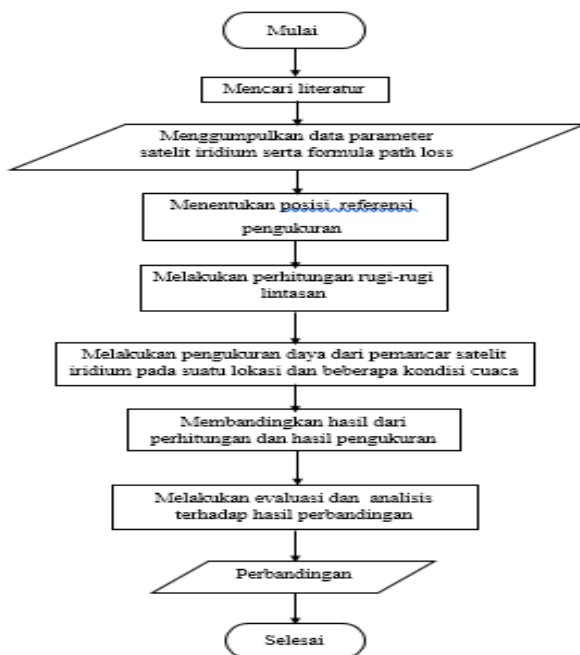 Mulai
Mencari literatur
Menggumpulkan data parameter
satelit iridium serta formula path loss
Menentukan posisi referensi
pengukuran
Melakukan perhitungan rugi-rugi
lintasan
Melakukan pengukuran daya dari pemancar satelit
iridium pada suatu lokasi dan beberapa kondisi cuaca
Membandingkan hasil dari
perhitungan dan hasil pengukuran
Melakukan evaluasi dan analisis
terhadap hasil perbandingan
Perbandingan
Selesai